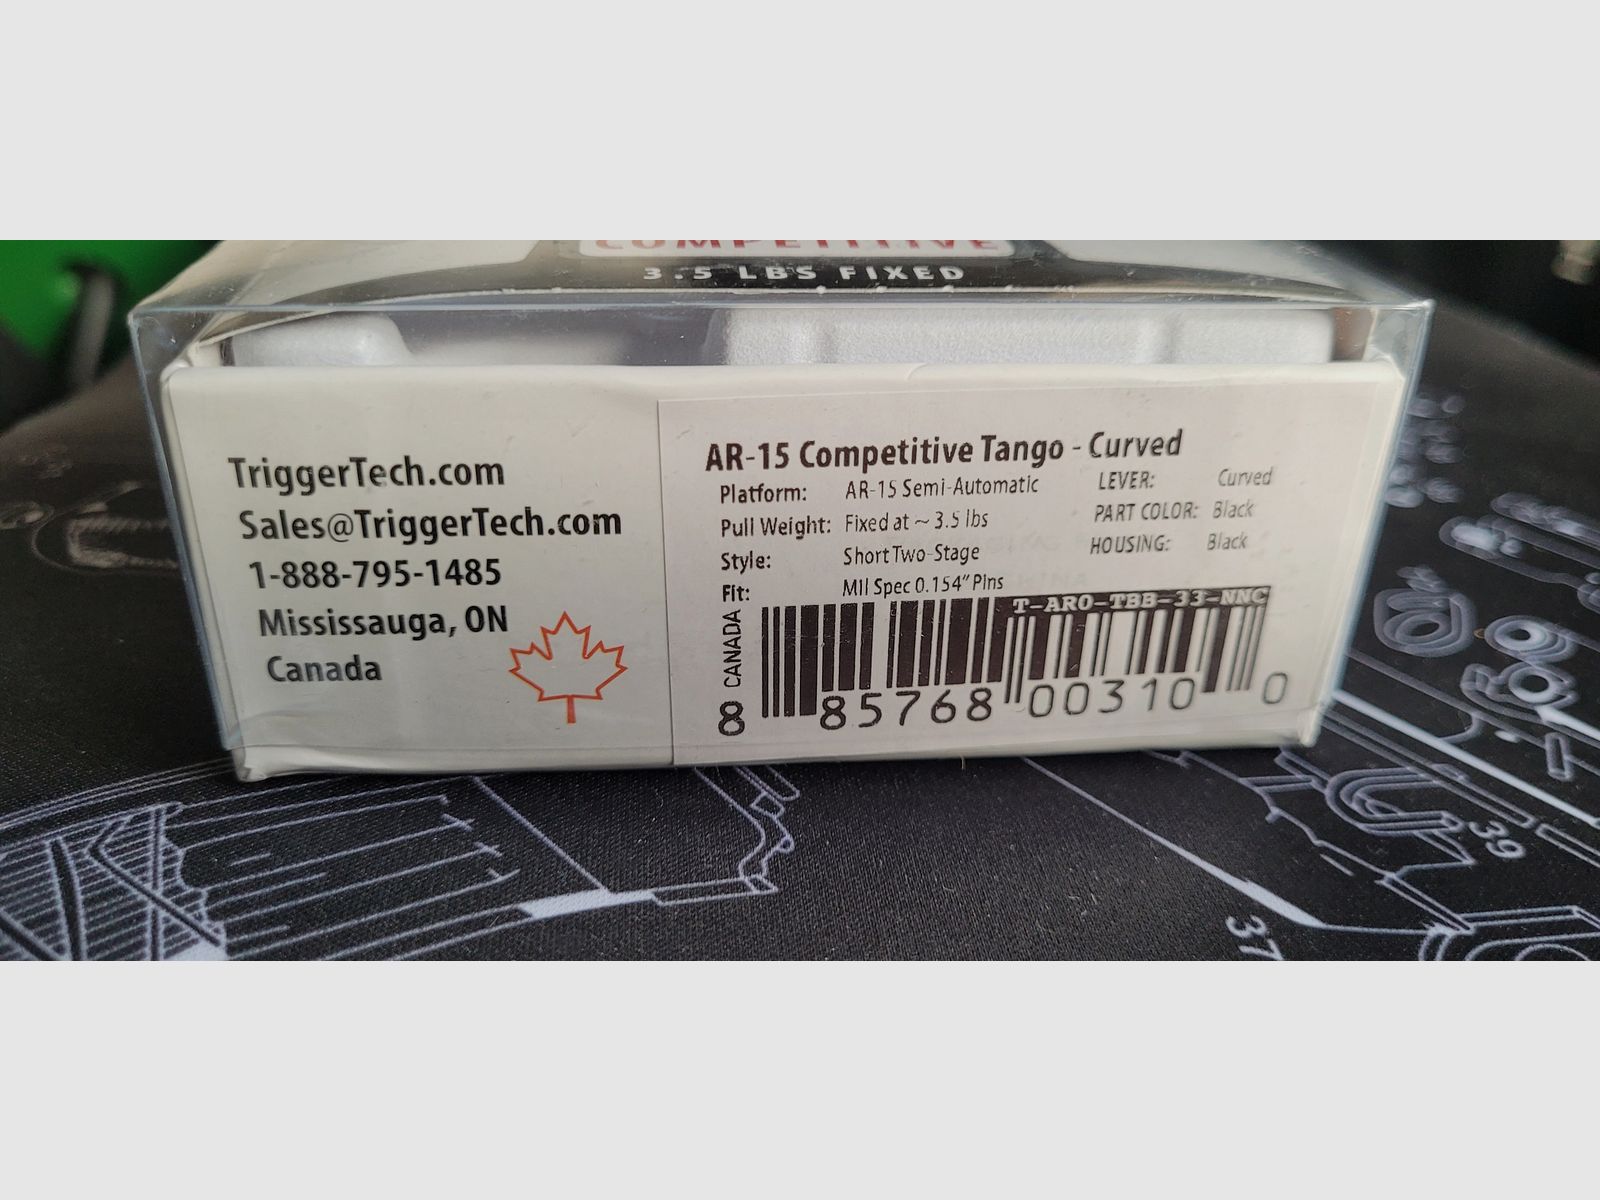 COMPETITIVE
3.5 LBS FIXED
TriggerTech.com
Sales@TriggerTech.com
1-888-795-1485
Mississauga, ON
Canada
AR-15 Competitive Tango - Curved
Platform: AR-15 Semi-Automatic
Pull Weight: Fixed at ~ 3.5 lbs
Style: Short Two-Stage
Fit: Mil Spec 0.154" Pins
LEVER: Curved
PART COLOR: Black
HOUSING: Black
T-ARO-TBB-33-NNC
CANADA
8 85768 00310 0
39
37